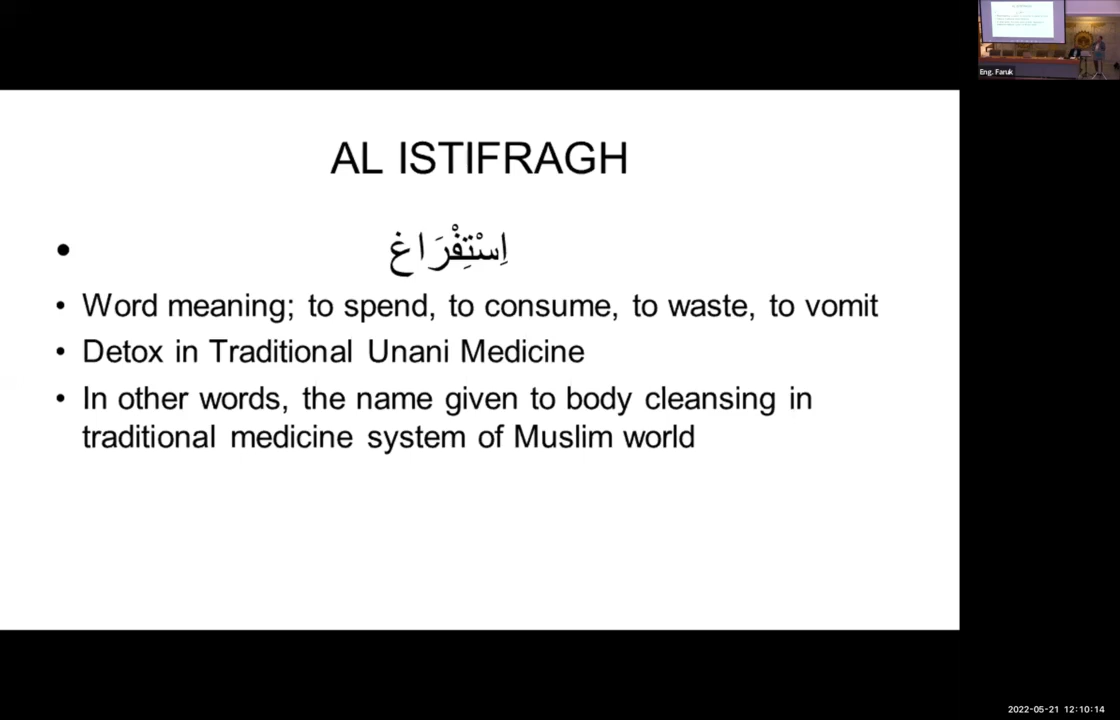 AL ISTIFRAGH
• اِسْتِفْرَاغ
• Word meaning; to spend, to consume, to waste, to vomit
• Detox in Traditional Unani Medicine
• In other words, the name given to body cleansing in
traditional medicine system of Muslim world
Eng. Faruk
2022-05-21 12:10:14